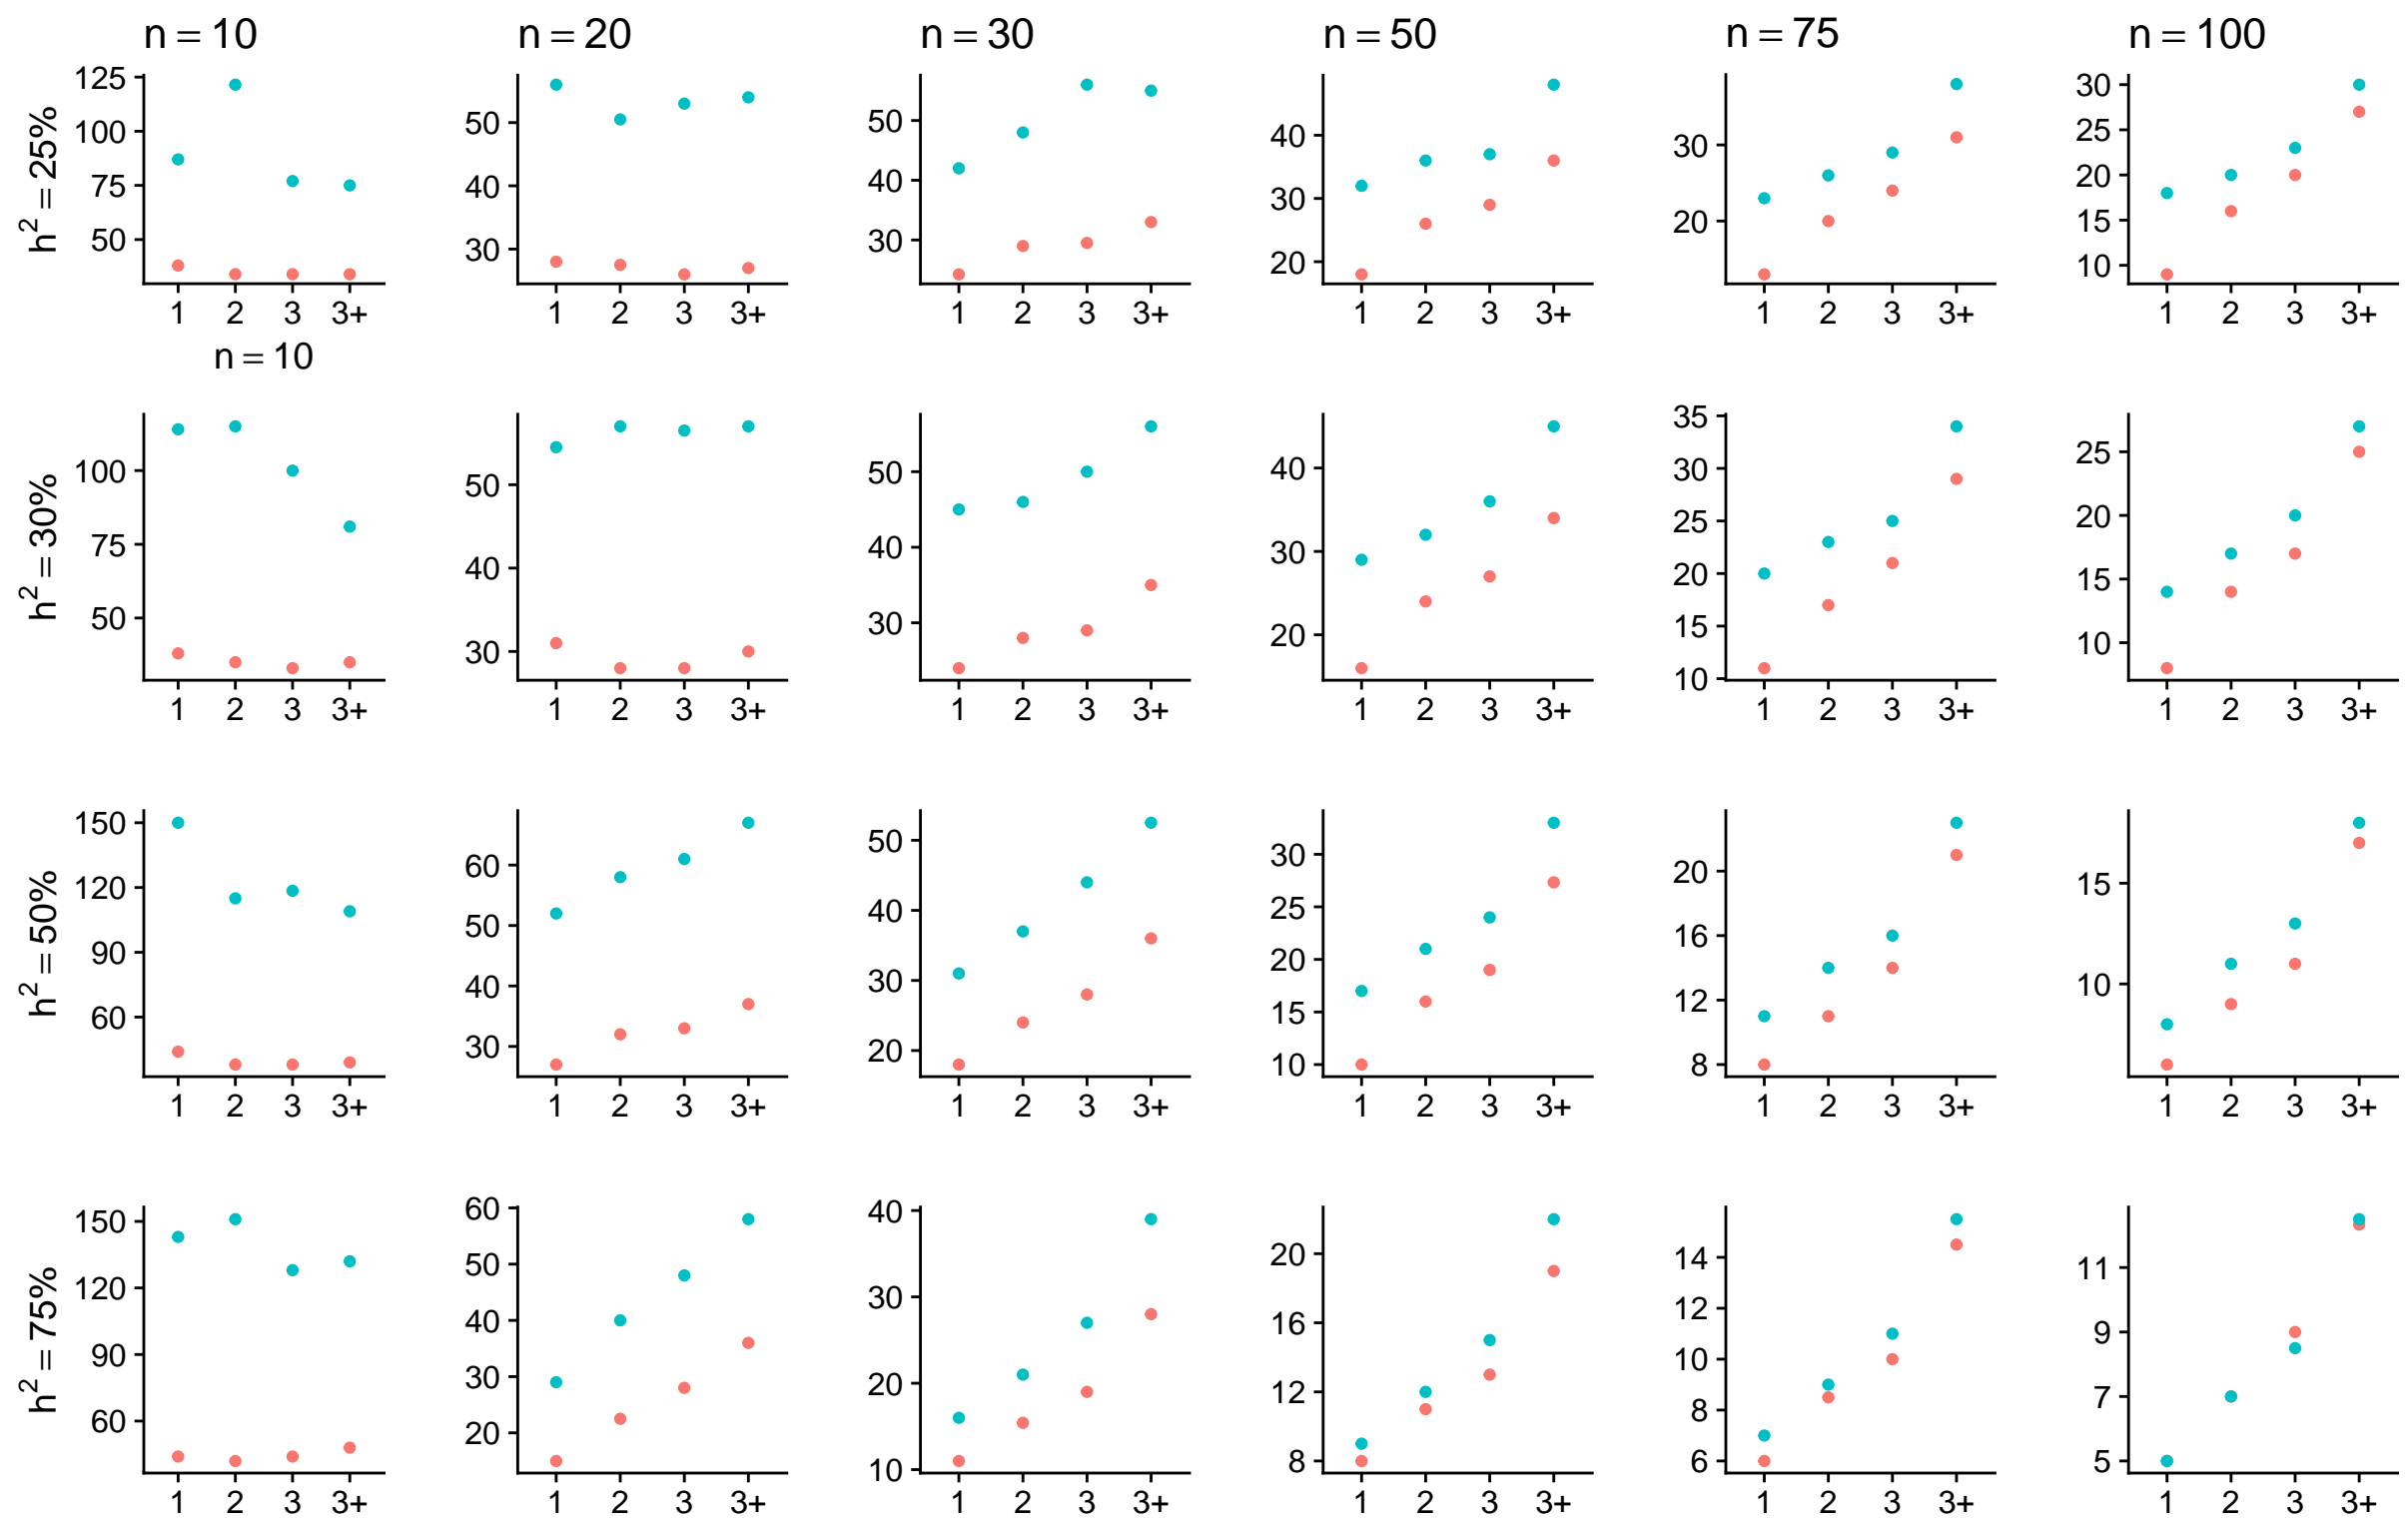 n = 10 n = 20 n = 30 n = 50 n = 75 n = 100
h² = 25%
125 100 75 50
50 40 30
50 40 30
40 30 20
30 20
30 25 20 15 10
1 2 3 3+ 1 2 3 3+ 1 2 3 3+ 1 2 3 3+ 1 2 3 3+ 1 2 3 3+
n = 10
h² = 30%
100 75 50
50 40 30
50 40 30
40 30 20
35 30 25 20 15 10
25 20 15 10
1 2 3 3+ 1 2 3 3+ 1 2 3 3+ 1 2 3 3+ 1 2 3 3+ 1 2 3 3+
h² = 50%
150 120 90 60
60 50 40 30
50 40 30 20
30 25 20 15 10
20 16 12 8
15 10
1 2 3 3+ 1 2 3 3+ 1 2 3 3+ 1 2 3 3+ 1 2 3 3+ 1 2 3 3+
h² = 75%
150 120 90 60
60 50 40 30 20
40 30 20 10
20 16 12 8
14 12 10 8 6
11 9 7 5
1 2 3 3+ 1 2 3 3+ 1 2 3 3+ 1 2 3 3+ 1 2 3 3+ 1 2 3 3+